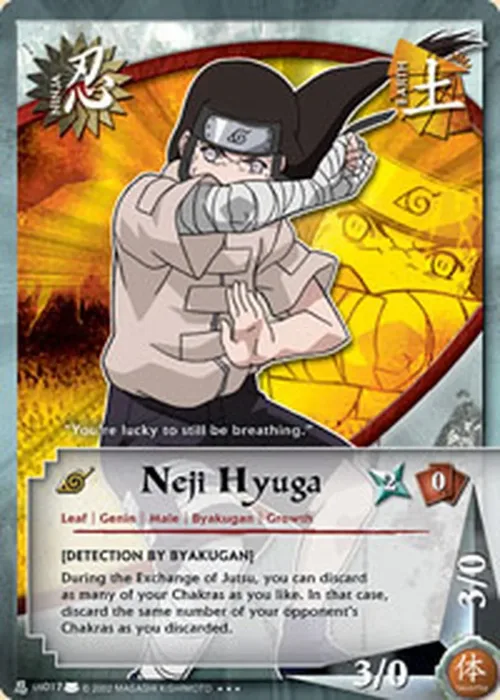 忍
NINJA
EARTH
土
"You're lucky to still be breathing."
Neji Hyuga
2
0
Leaf | Genin | Male | Byakugan | Growth
[DETECTION BY BYAKUGAN]
During the Exchange of Jutsu, you can discard
as many of your Chakras as you like. In that case,
discard the same number of your opponent's
Chakras as you discarded.
3/0
3/0
体
© 2002 MASASHI KISHIMOTO